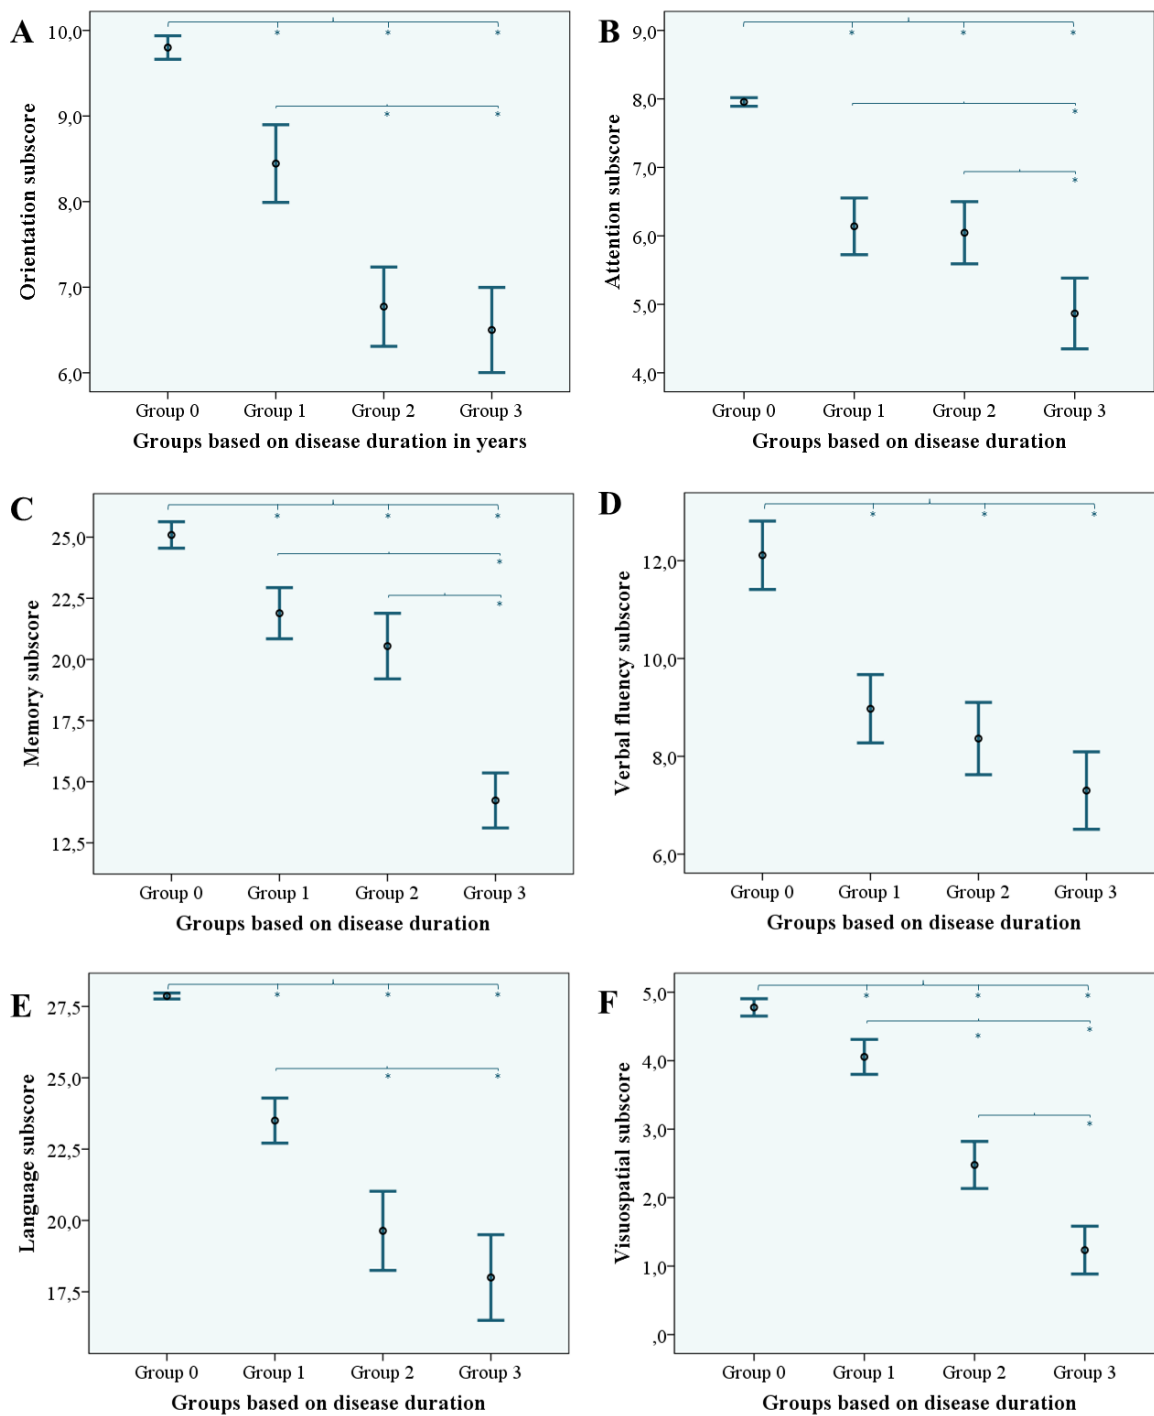 A
Orientation subscore
10,0
9,0
8,0
7,0
6,0
* * *
* *
Group 0 Group 1 Group 2 Group 3
Groups based on disease duration in years
B
Attention subscore
9,0
8,0
7,0
6,0
5,0
4,0
* * *
*
*
Group 0 Group 1 Group 2 Group 3
Groups based on disease duration
C
Memory subscore
25,0
22,5
20,0
17,5
15,0
12,5
* * *
*
*
Group 0 Group 1 Group 2 Group 3
Groups based on disease duration
D
Verbal fluency subscore
12,0
10,0
8,0
6,0
* * *
Group 0 Group 1 Group 2 Group 3
Groups based on disease duration
E
Language subscore
27,5
25,0
22,5
20,0
17,5
* * *
* *
Group 0 Group 1 Group 2 Group 3
Groups based on disease duration
F
Visuospatial subscore
5,0
4,0
3,0
2,0
1,0
,0
* * *
* *
*
Group 0 Group 1 Group 2 Group 3
Groups based on disease duration